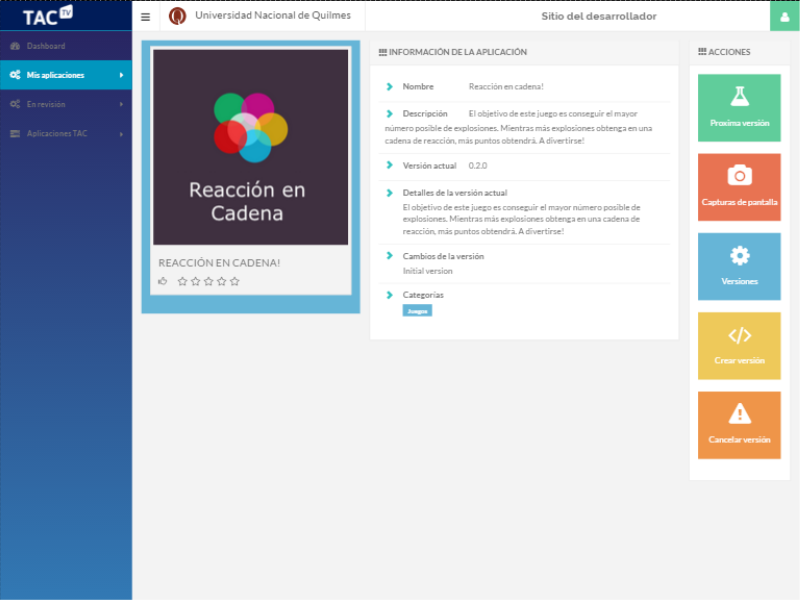 TAC TV
Universidad Nacional de Quilmes
Sitio del desarrollador
Dashboard
Mis aplicaciones
En revisión
Aplicaciones TAC
Reacción en
Cadena
REACCIÓN EN CADENA!
INFORMACIÓN DE LA APLICACIÓN
Nombre Reacción en cadena!
Descripción El objetivo de este juego es conseguir el mayor
número posible de explosiones. Mientras más explosiones obtenga en una
cadena de reacción, más puntos obtendrá. A divertirse!
Versión actual 0.2.0
Detalles de la versión actual
El objetivo de este juego es conseguir el mayor número posible de
explosiones. Mientras más explosiones obtenga en una cadena de
reacción, más puntos obtendrá. A divertirse!
Cambios de la versión
Initial version
Categorías
Juegos
ACCIONES
Proxima versión
Capturas de pantalla
Versiones
Crear versión
Cancelar versión